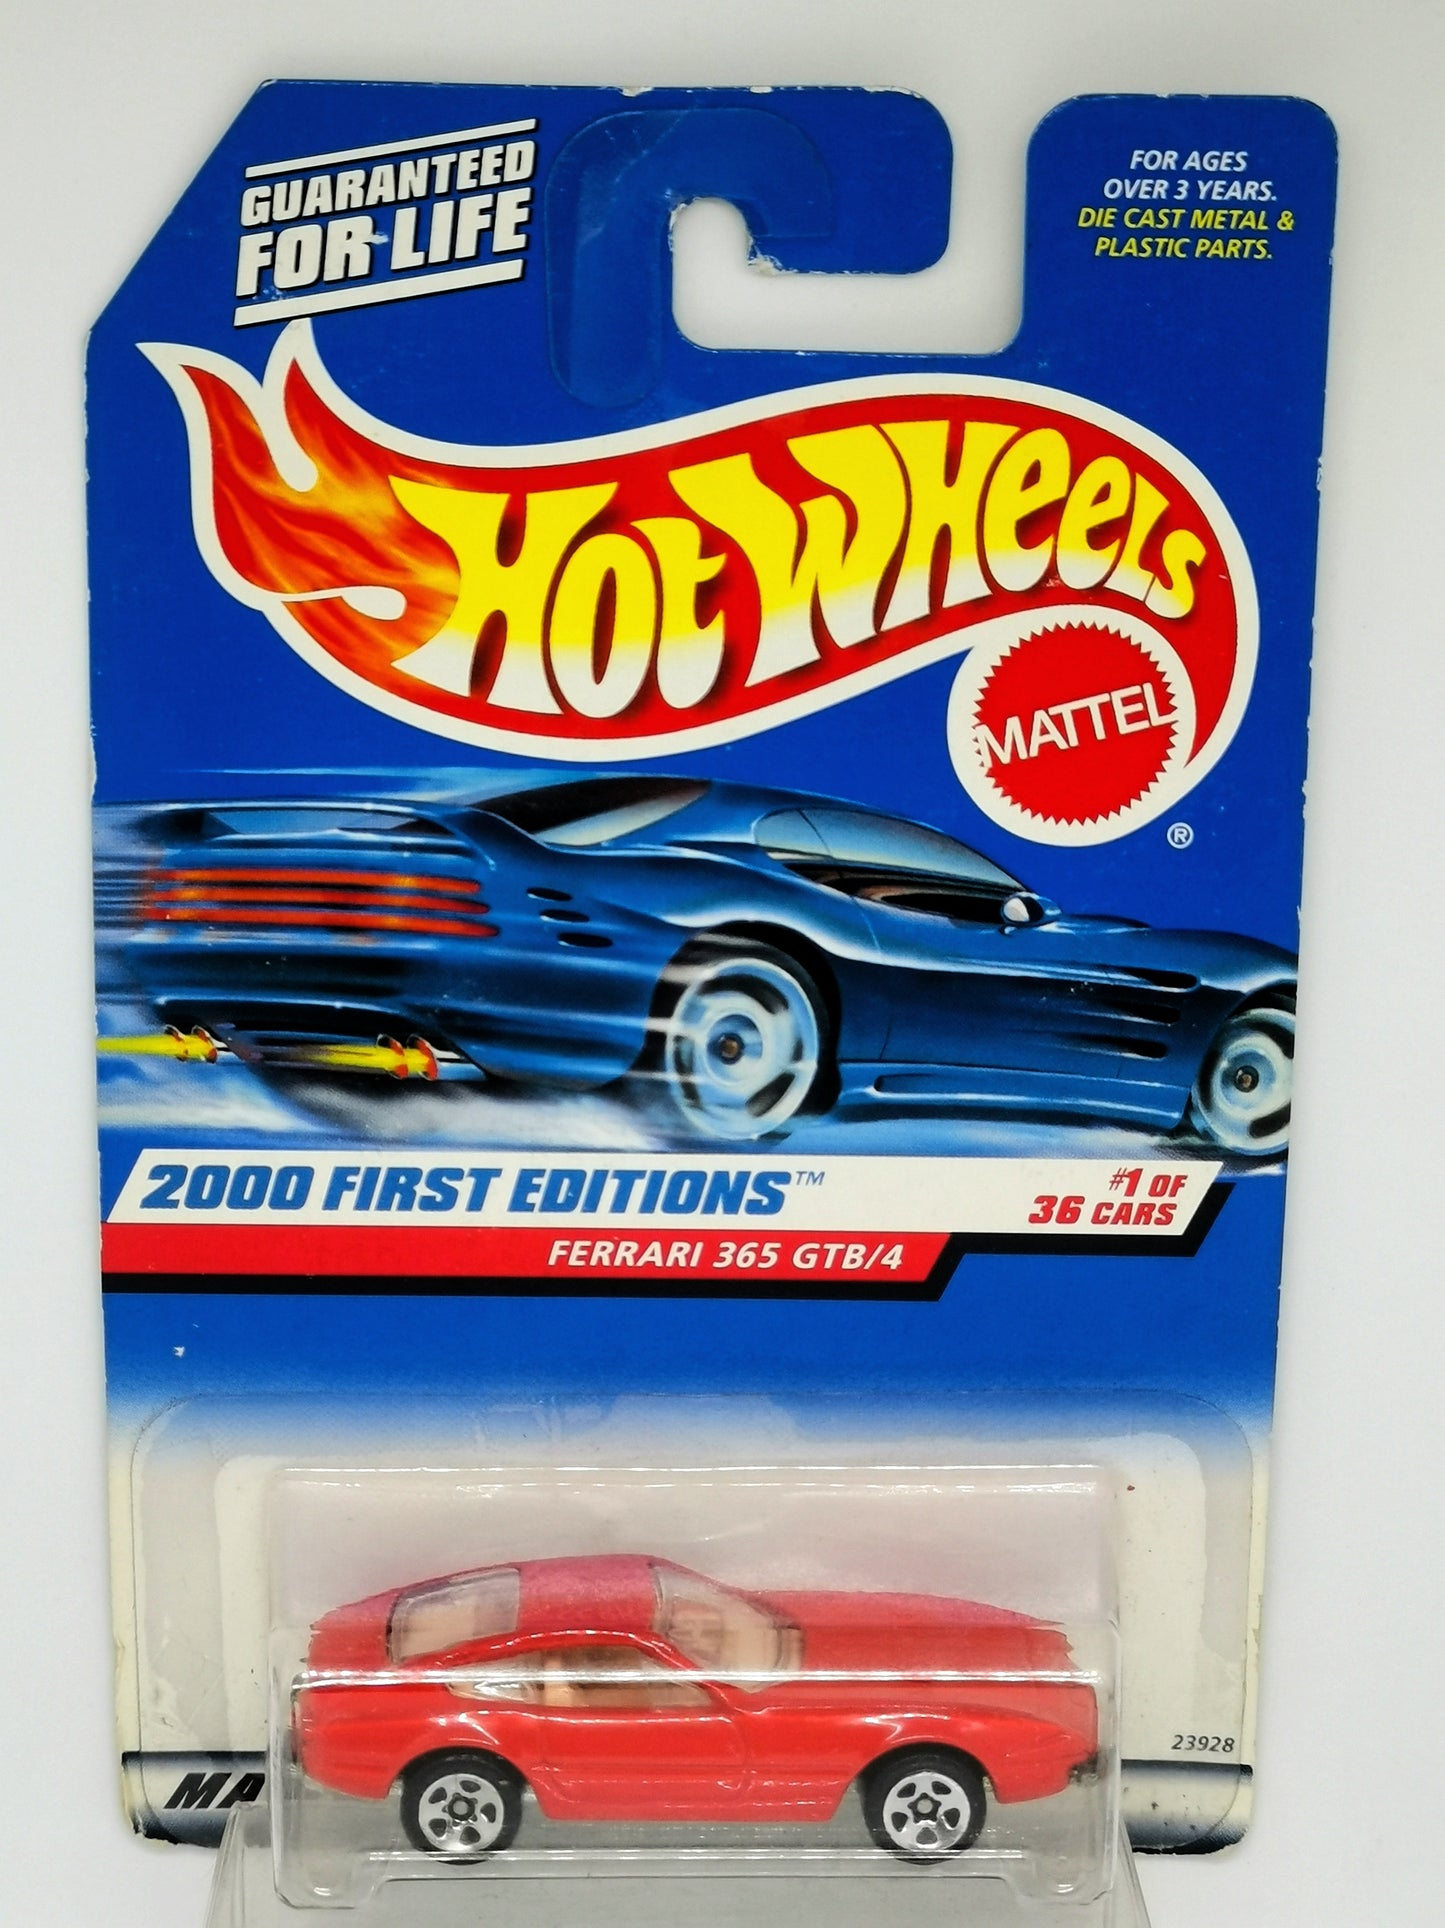 GUARANTEED
FOR LIFE
FOR AGES
OVER 3 YEARS.
DIE CAST METAL &
PLASTIC PARTS.
HOT WHEELS
MATTEL
®
2000 FIRST EDITIONS™
#1 OF
36 CARS
FERRARI 365 GTB/4
23928
MA